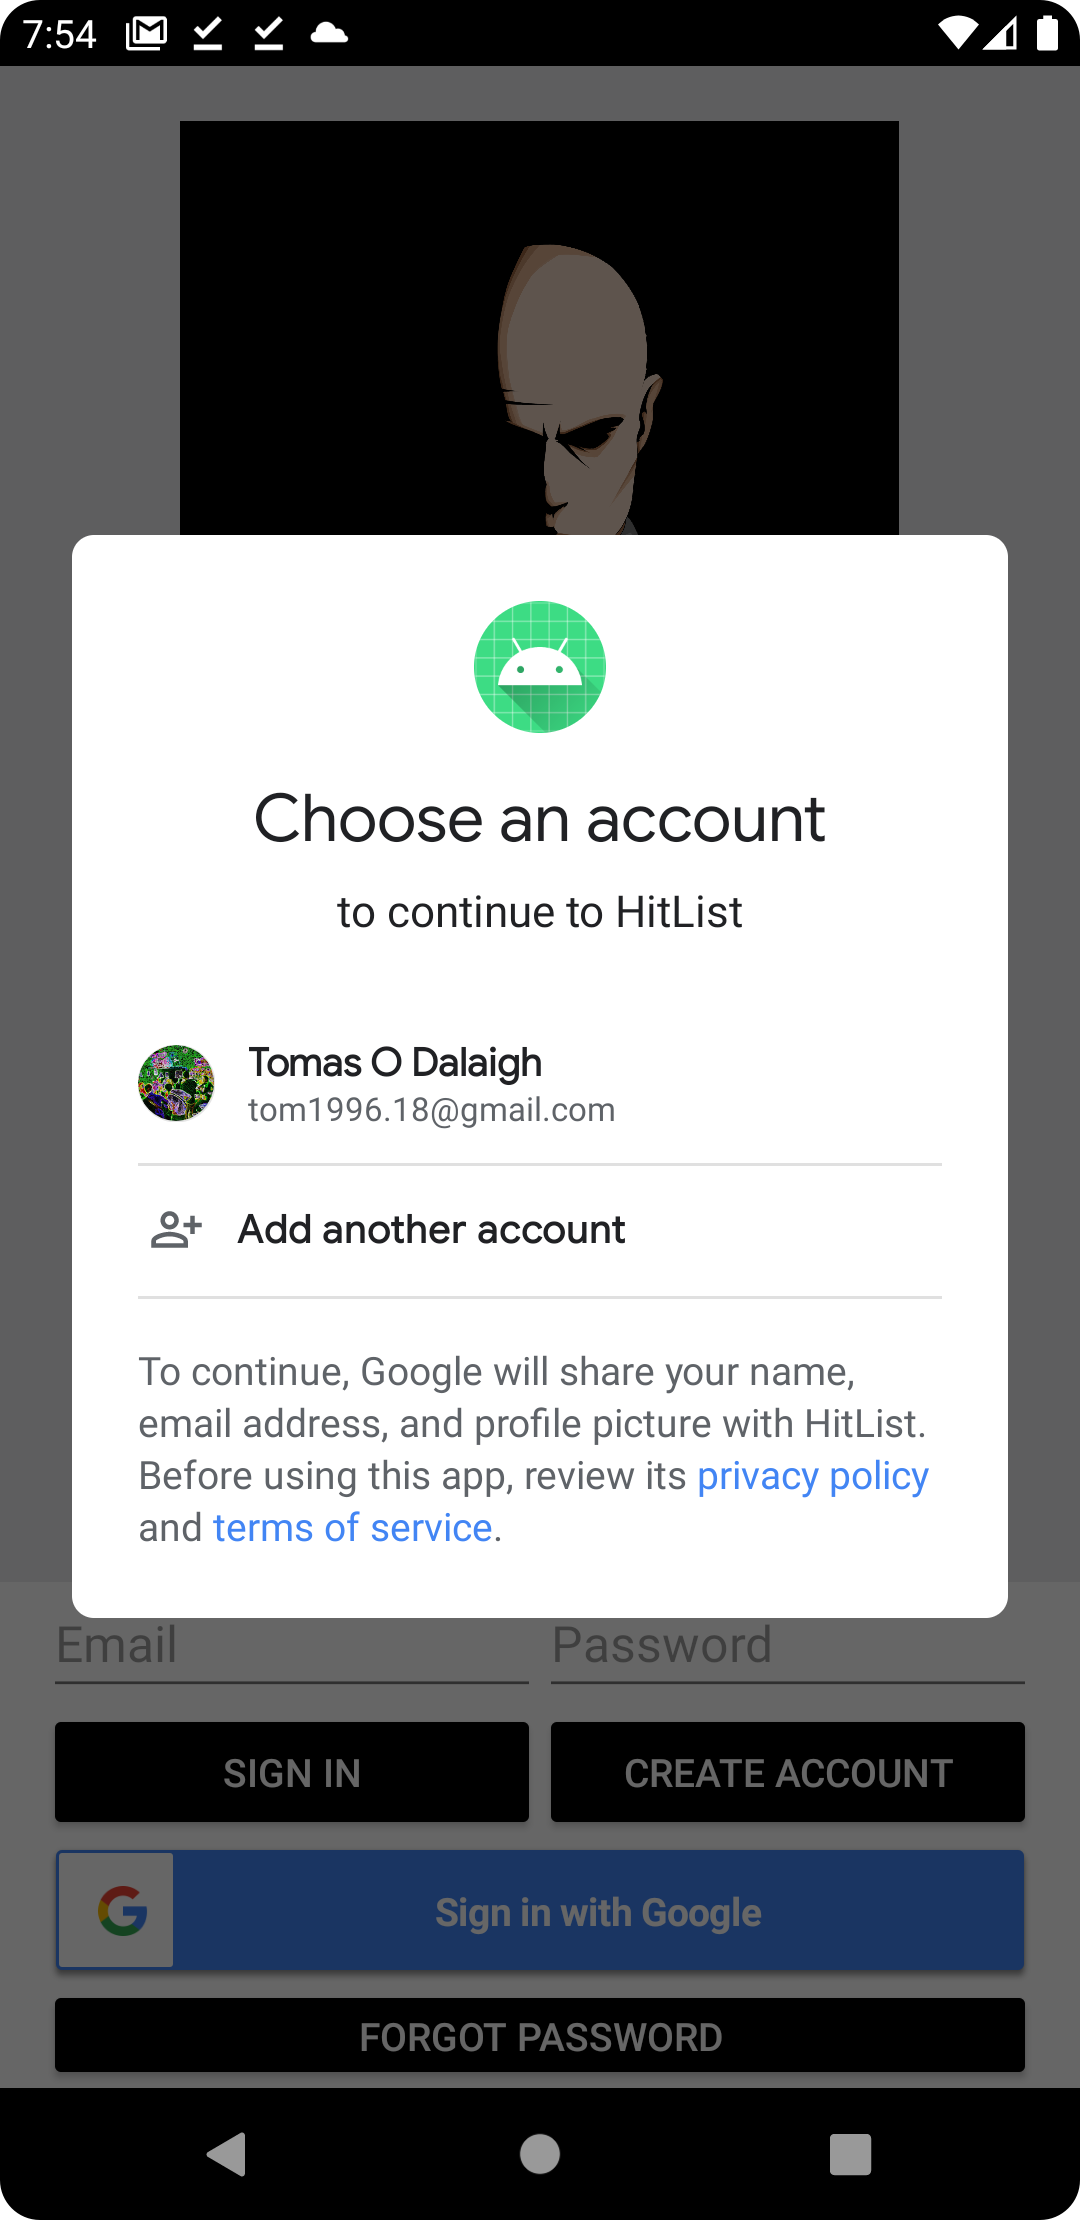 7:54
Choose an account
to continue to HitList
Tomas O Dalaigh
tom1996.18@gmail.com
Add another account
To continue, Google will share your name,
email address, and profile picture with HitList.
Before using this app, review its privacy policy
and terms of service.
Email Password
SIGN IN CREATE ACCOUNT
Sign in with Google
FORGOT PASSWORD